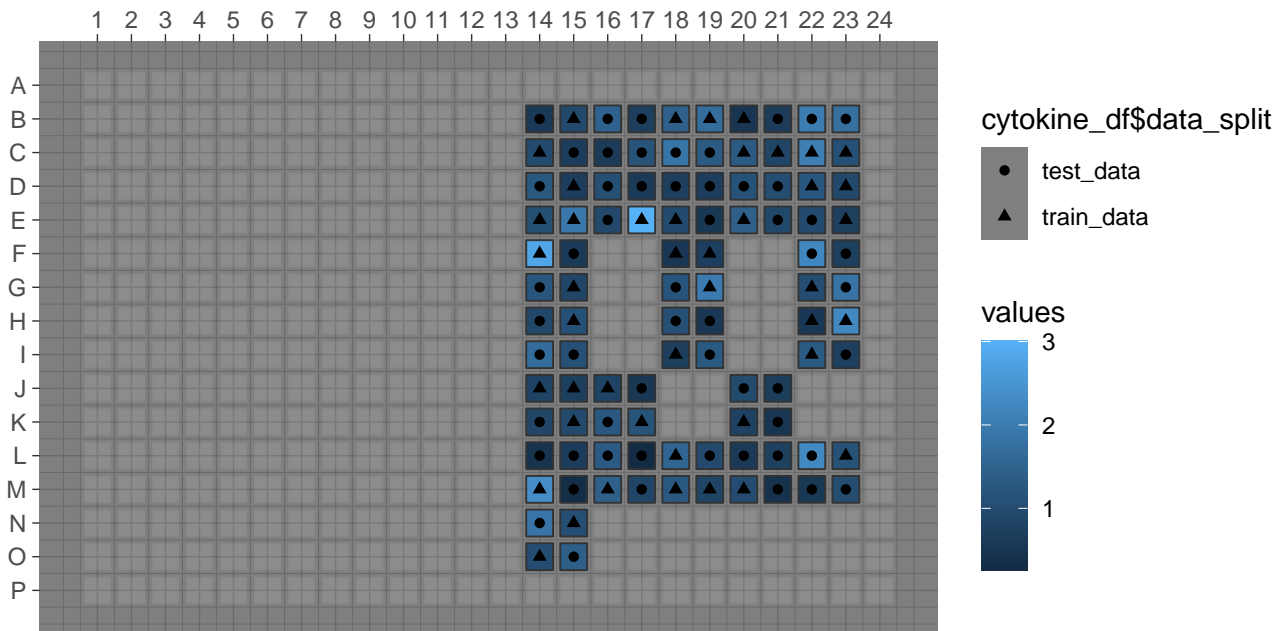 1 2 3 4 5 6 7 8 9 10 11 12 13 14 15 16 17 18 19 20 21 22 23 24
A
B
C
D
E
F
G
H
I
J
K
L
M
N
O
P
cytokine_df$data_split
test_data
train_data
values
3
2
1